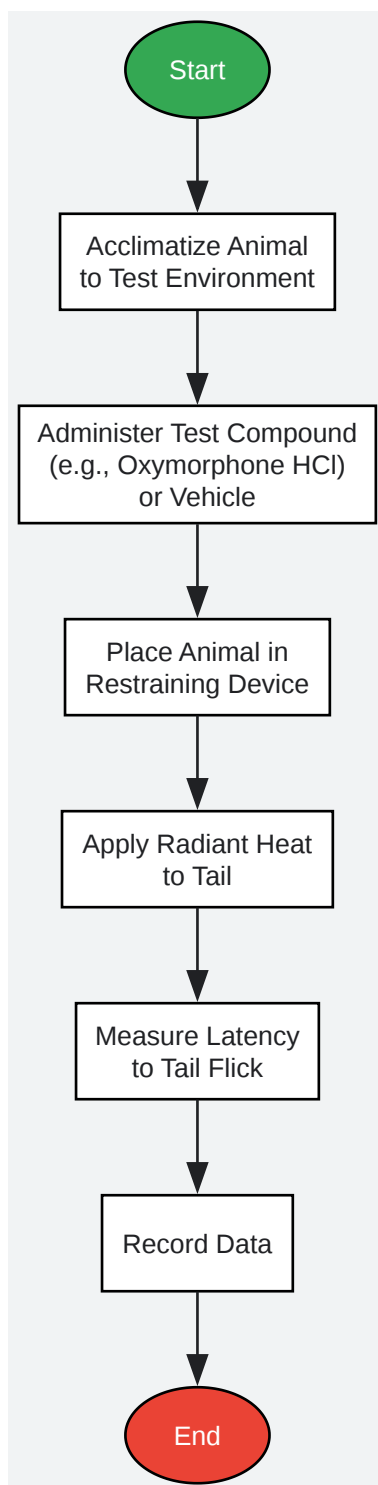 Start
Acclimatize Animal
to Test Environment
Administer Test Compound
(e.g., Oxymorphone HCl)
or Vehicle
Place Animal in
Restraining Device
Apply Radiant Heat
to Tail
Measure Latency
to Tail Flick
Record Data
End